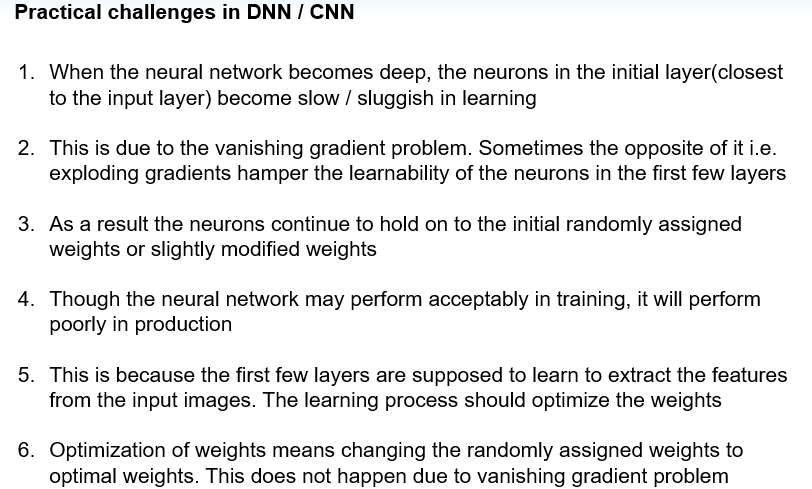 Practical challenges in DNN / CNN
1. When the neural network becomes deep, the neurons in the initial layer(closest
to the input layer) become slow / sluggish in learning
2. This is due to the vanishing gradient problem. Sometimes the opposite of it i.e.
exploding gradients hamper the learnability of the neurons in the first few layers
3. As a result the neurons continue to hold on to the initial randomly assigned
weights or slightly modified weights
4. Though the neural network may perform acceptably in training, it will perform
poorly in production
5. This is because the first few layers are supposed to learn to extract the features
from the input images. The learning process should optimize the weights
6. Optimization of weights means changing the randomly assigned weights to
optimal weights. This does not happen due to vanishing gradient problem